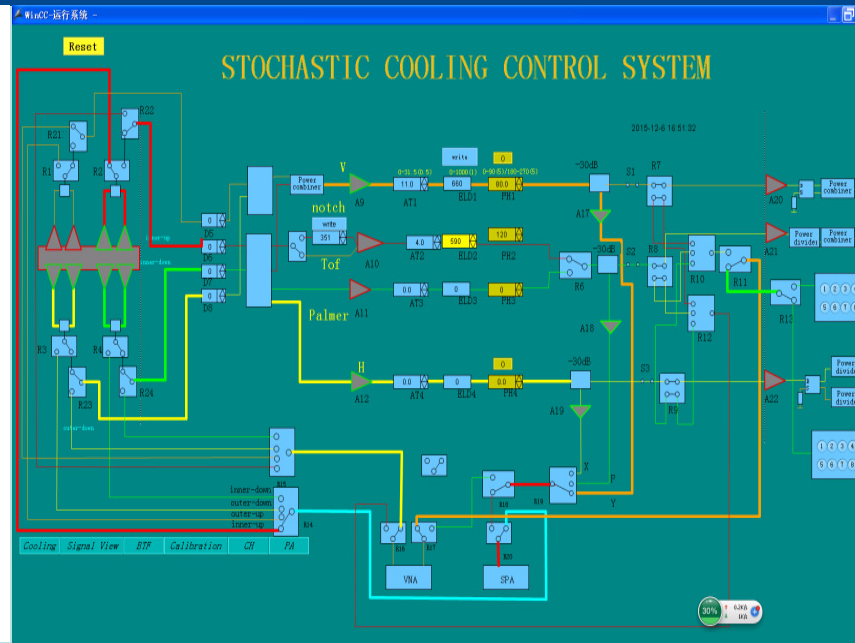 WinCC-运行系统 -
Reset
STOCHASTIC COOLING CONTROL SYSTEM
2015-12-6 16:51:32
R22
R21
R1
R2
inner-up
inner-down
D5
D6
D7
D8
0
0
0
0
Power combiner
V
A9
0-31.5(0.5)
11.0
AT1
write
0-1000(1)
660
ELD1
0
0-90(5)/180-270(5)
80.0
PH1
-30dB
S1
R7
A20
Power combiner
notch
write
351
Tof
A10
4.0
AT2
590
ELD2
120
PH2
A17
-30dB
S2
R6
R8
R10
R11
A21
Power divider
Power combiner
Palmer
A11
0.0
AT3
0
ELD3
0
PH3
R12
R13
A18
H
A12
0.0
AT4
0
ELD4
0
0.0
PH4
-30dB
S3
R9
A22
Power divide
Power divide
A19
R3
R4
R23
R24
outer-down
R15
inner-down
outer-down
outer-up
inner-up
R14
X
P
Y
R18
R19
R16
R17
R20
VNA
SPA
Cooling
Signal View
BTF
Calibration
CH
PA
30%